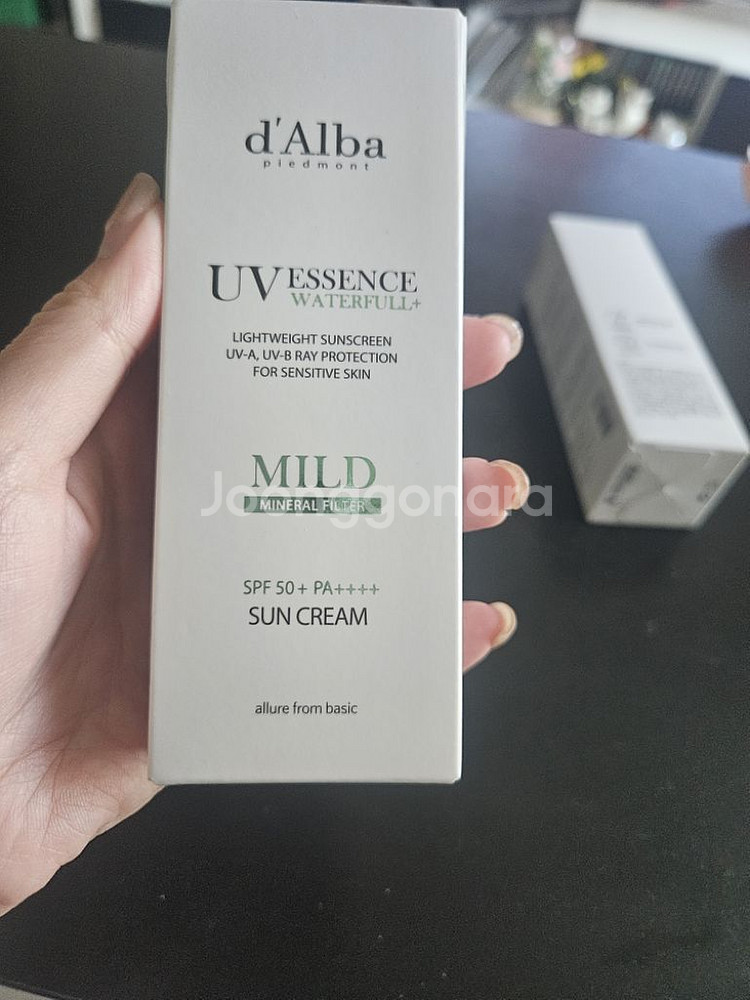 d'Alba
piedmont
UV ESSENCE
WATERFULL+
LIGHTWEIGHT SUNSCREEN
UV-A, UV-B RAY PROTECTION
FOR SENSITIVE SKIN
MILD
MINERAL FILTER
Joonggonara
SPF 50+ PA++++
SUN CREAM
allure from basic